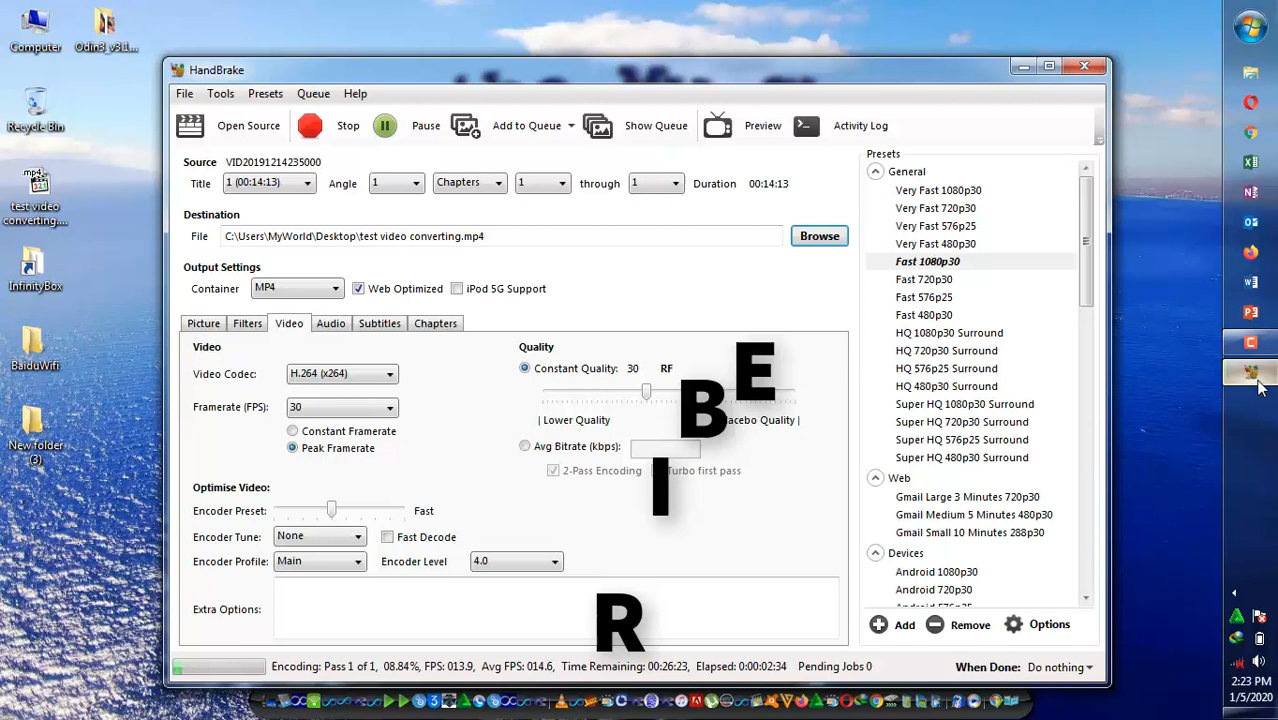 Computer
Odin3_v3.1...
Recycle Bin
.mp4
321
test video
converting....
InfinityBox
BaiduWifi
New folder
(3)
HandBrake
File Tools Presets Queue Help
Open Source Stop Pause Add to Queue Show Queue Preview Activity Log
Source VID20191214235000
Title 1 (00:14:13) Angle 1 Chapters 1 through 1 Duration 00:14:13
Destination
File C:\Users\MyWorld\Desktop\test video converting.mp4 Browse
Output Settings
Container MP4 Web Optimized iPod 5G Support
Picture Filters Video Audio Subtitles Chapters
Video
Video Codec: H.264 (x264)
Framerate (FPS): 30
Constant Framerate
Peak Framerate
Quality
Constant Quality: 30 RF
| Lower Quality lacebo Quality |
Avg Bitrate (kbps):
2-Pass Encoding Turbo first pass
Optimise Video:
Encoder Preset: Fast
Encoder Tune: None Fast Decode
Encoder Profile: Main Encoder Level 4.0
Extra Options:
E
B
I
R
Encoding: Pass 1 of 1, 08.84%, FPS: 013.9, Avg FPS: 014.6, Time Remaining: 00:26:23, Elapsed: 0:00:02:34 Pending Jobs 0
When Done: Do nothing
Presets
General
Very Fast 1080p30
Very Fast 720p30
Very Fast 576p25
Very Fast 480p30
Fast 1080p30
Fast 720p30
Fast 576p25
Fast 480p30
HQ 1080p30 Surround
HQ 720p30 Surround
HQ 576p25 Surround
HQ 480p30 Surround
Super HQ 1080p30 Surround
Super HQ 720p30 Surround
Super HQ 576p25 Surround
Super HQ 480p30 Surround
Web
Gmail Large 3 Minutes 720p30
Gmail Medium 5 Minutes 480p30
Gmail Small 10 Minutes 288p30
Devices
Android 1080p30
Android 720p30
Android 576p25
Add Remove Options
2:23 PM
1/5/2020